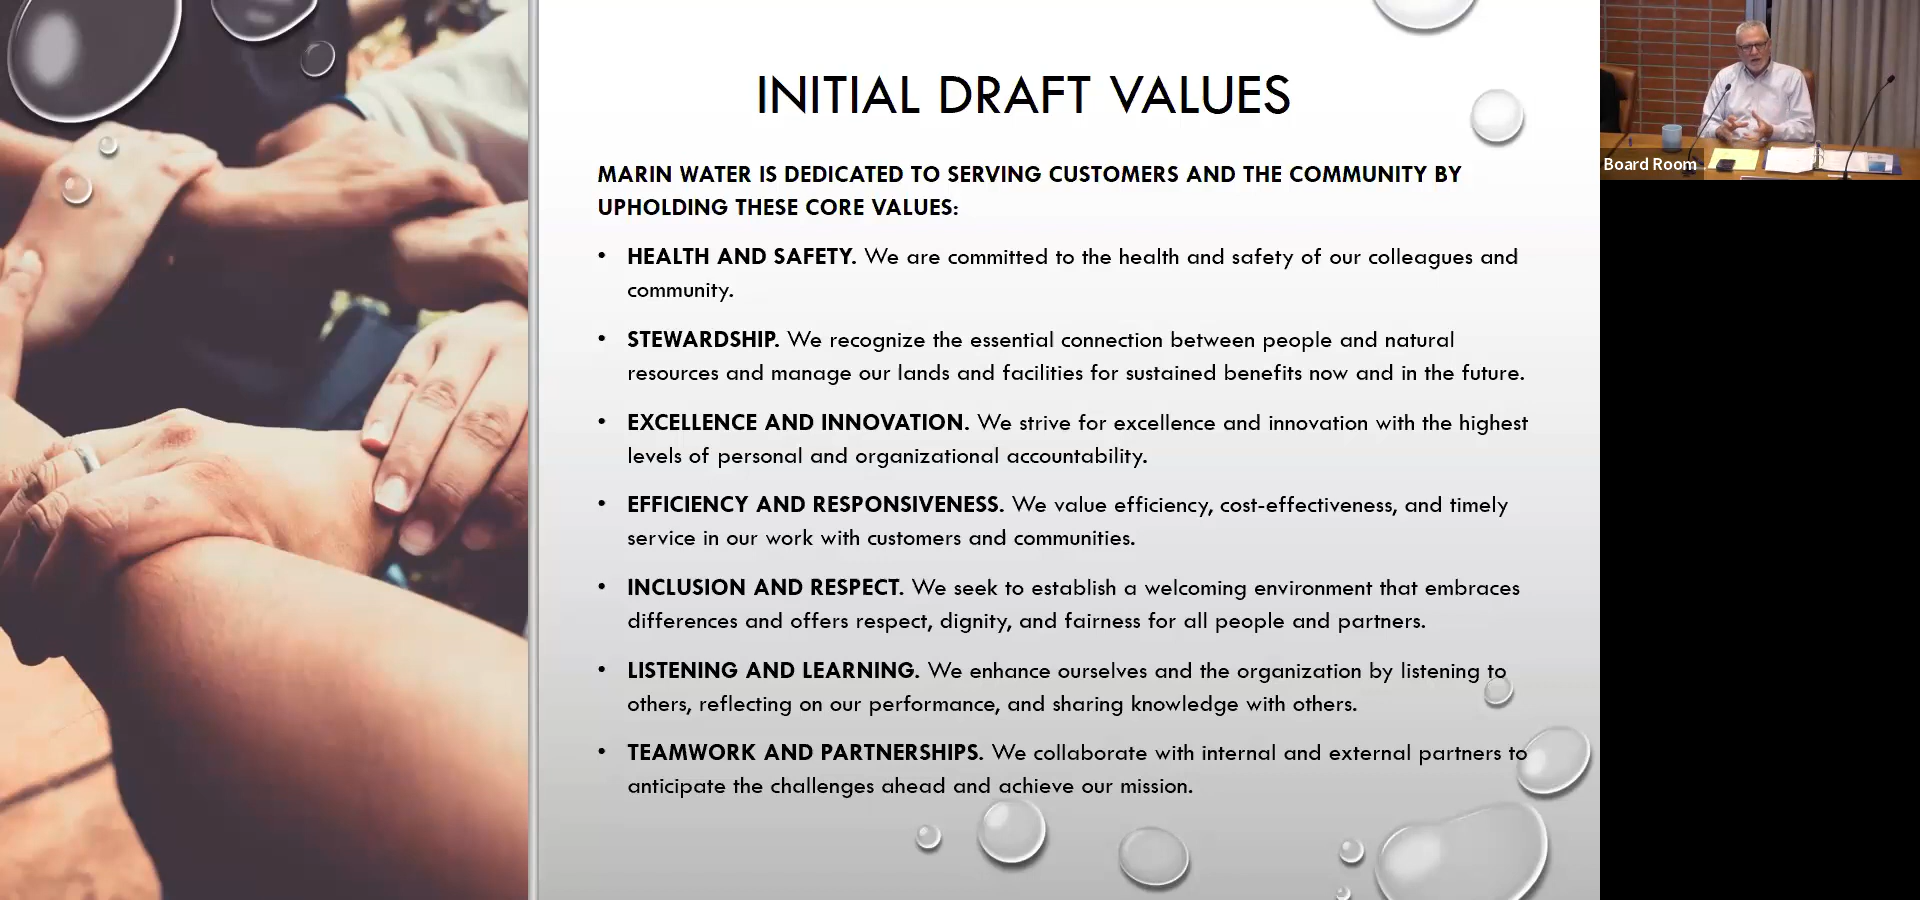 INITIAL DRAFT VALUES
MARIN WATER IS DEDICATED TO SERVING CUSTOMERS AND THE COMMUNITY BY
UPHOLDING THESE CORE VALUES:
• HEALTH AND SAFETY. We are committed to the health and safety of our colleagues and
community.
• STEWARDSHIP. We recognize the essential connection between people and natural
resources and manage our lands and facilities for sustained benefits now and in the future.
• EXCELLENCE AND INNOVATION. We strive for excellence and innovation with the highest
levels of personal and organizational accountability.
• EFFICIENCY AND RESPONSIVENESS. We value efficiency, cost-effectiveness, and timely
service in our work with customers and communities.
• INCLUSION AND RESPECT. We seek to establish a welcoming environment that embraces
differences and offers respect, dignity, and fairness for all people and partners.
• LISTENING AND LEARNING. We enhance ourselves and the organization by listening to
others, reflecting on our performance, and sharing knowledge with others.
• TEAMWORK AND PARTNERSHIPS. We collaborate with internal and external partners to
anticipate the challenges ahead and achieve our mission.
Board Room